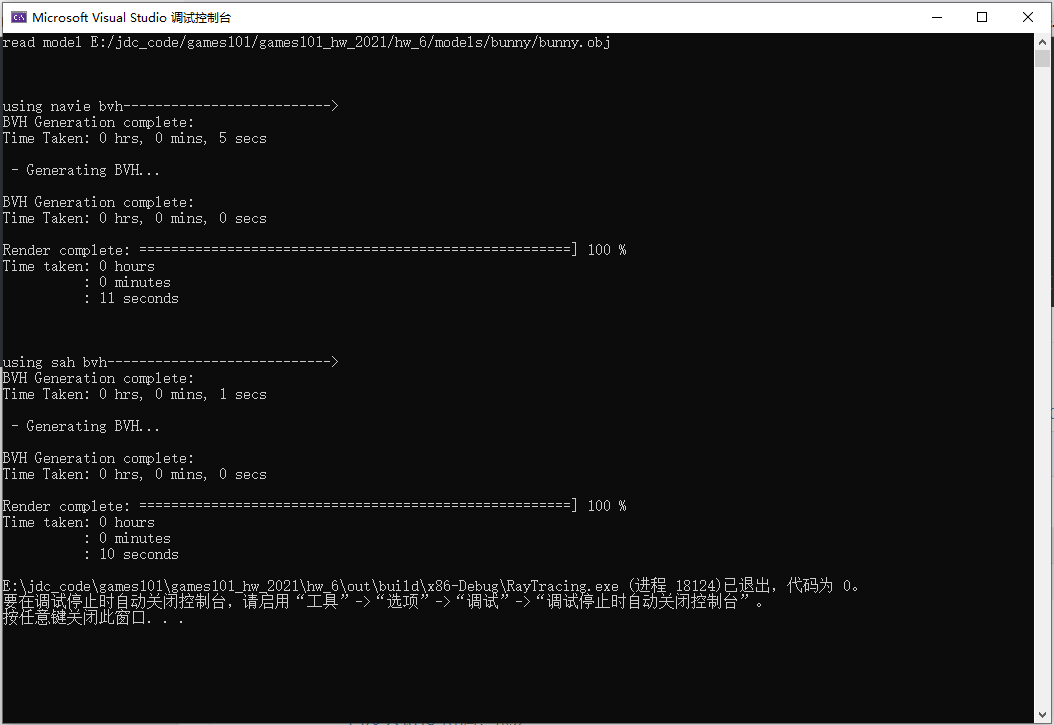 Microsoft Visual Studio 调试控制台
read model E:/jdc_code/games101/games101_hw_2021/hw_6/models/bunny/bunny.obj
using navie bvh-------------------------->
BVH Generation complete:
Time Taken: 0 hrs, 0 mins, 5 secs
- Generating BVH...
BVH Generation complete:
Time Taken: 0 hrs, 0 mins, 0 secs
Render complete: ======================================================] 100 %
Time taken: 0 hours
: 0 minutes
: 11 seconds
using sah bvh---------------------------->
BVH Generation complete:
Time Taken: 0 hrs, 0 mins, 1 secs
- Generating BVH...
BVH Generation complete:
Time Taken: 0 hrs, 0 mins, 0 secs
Render complete: ======================================================] 100 %
Time taken: 0 hours
: 0 minutes
: 10 seconds
E:\jdc_code\games101\games101_hw_2021\hw_6\out\build\x86-Debug\RayTracing.exe (进程 18124)已退出，代码为 0。
要在调试停止时自动关闭控制台，请启用“工具”->“选项”->“调试”->“调试停止时自动关闭控制台”。
按任意键关闭此窗口. . .